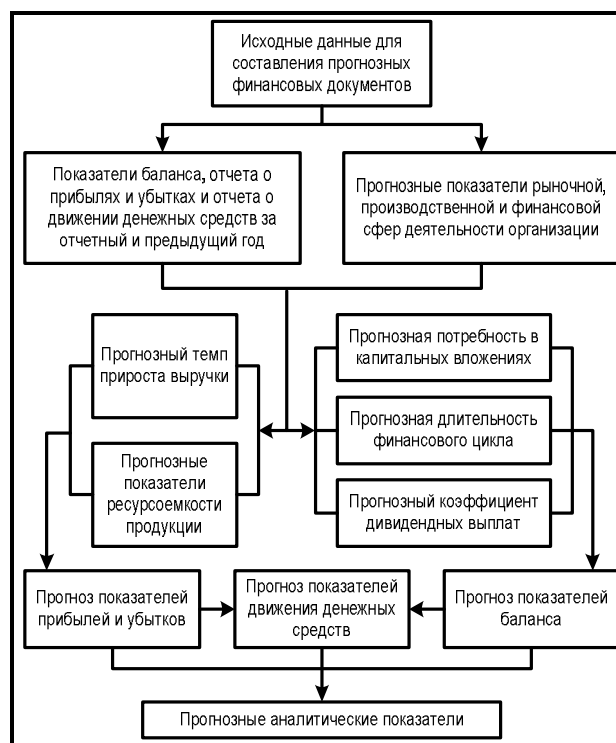 Исходные данные для
составления прогнозных
финансовых документов
Показатели баланса, отчета о
прибылях и убытках и отчета о
движении денежных средств за
отчетный и предыдущий год
Прогнозные показатели рыночной,
производственной и финансовой
сфер деятельности организации
Прогнозный темп
прироста выручки
Прогнозные
показатели
ресурсоемкости
продукции
Прогнозная потребность в
капитальных вложениях
Прогнозная длительность
финансового цикла
Прогнозный коэффициент
дивидендных выплат
Прогноз показателей
прибылей и убытков
Прогноз показателей
движения денежных
средств
Прогноз показателей
баланса
Прогнозные аналитические показатели